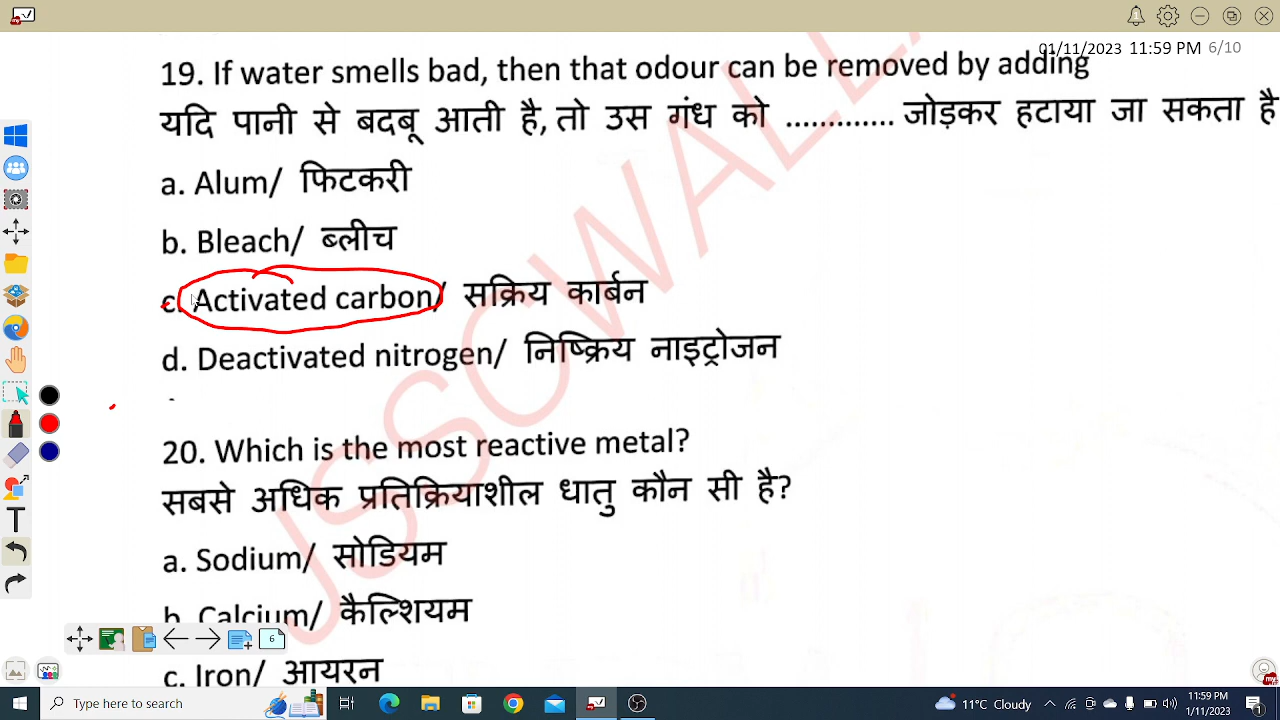 01/11/2023 11:59 PM 6/10
19. If water smells bad, then that odour can be removed by adding
यदि पानी से बदबू आती है, तो उस गंध को ............. जोड़कर हटाया जा सकता है
a. Alum/ फिटकरी
b. Bleach/ ब्लीच
c. Activated carbon/ सक्रिय कार्बन
d. Deactivated nitrogen/ निष्क्रिय नाइट्रोजन
20. Which is the most reactive metal?
सबसे अधिक प्रतिक्रियाशील धातु कौन सी है?
a. Sodium/ सोडियम
b. Calcium/ कैल्शियम
c. Iron/ आयरन
JSSCWALLA
T
6
Type here to search
11°C Cloudy
11:59 PM
1/11/2023